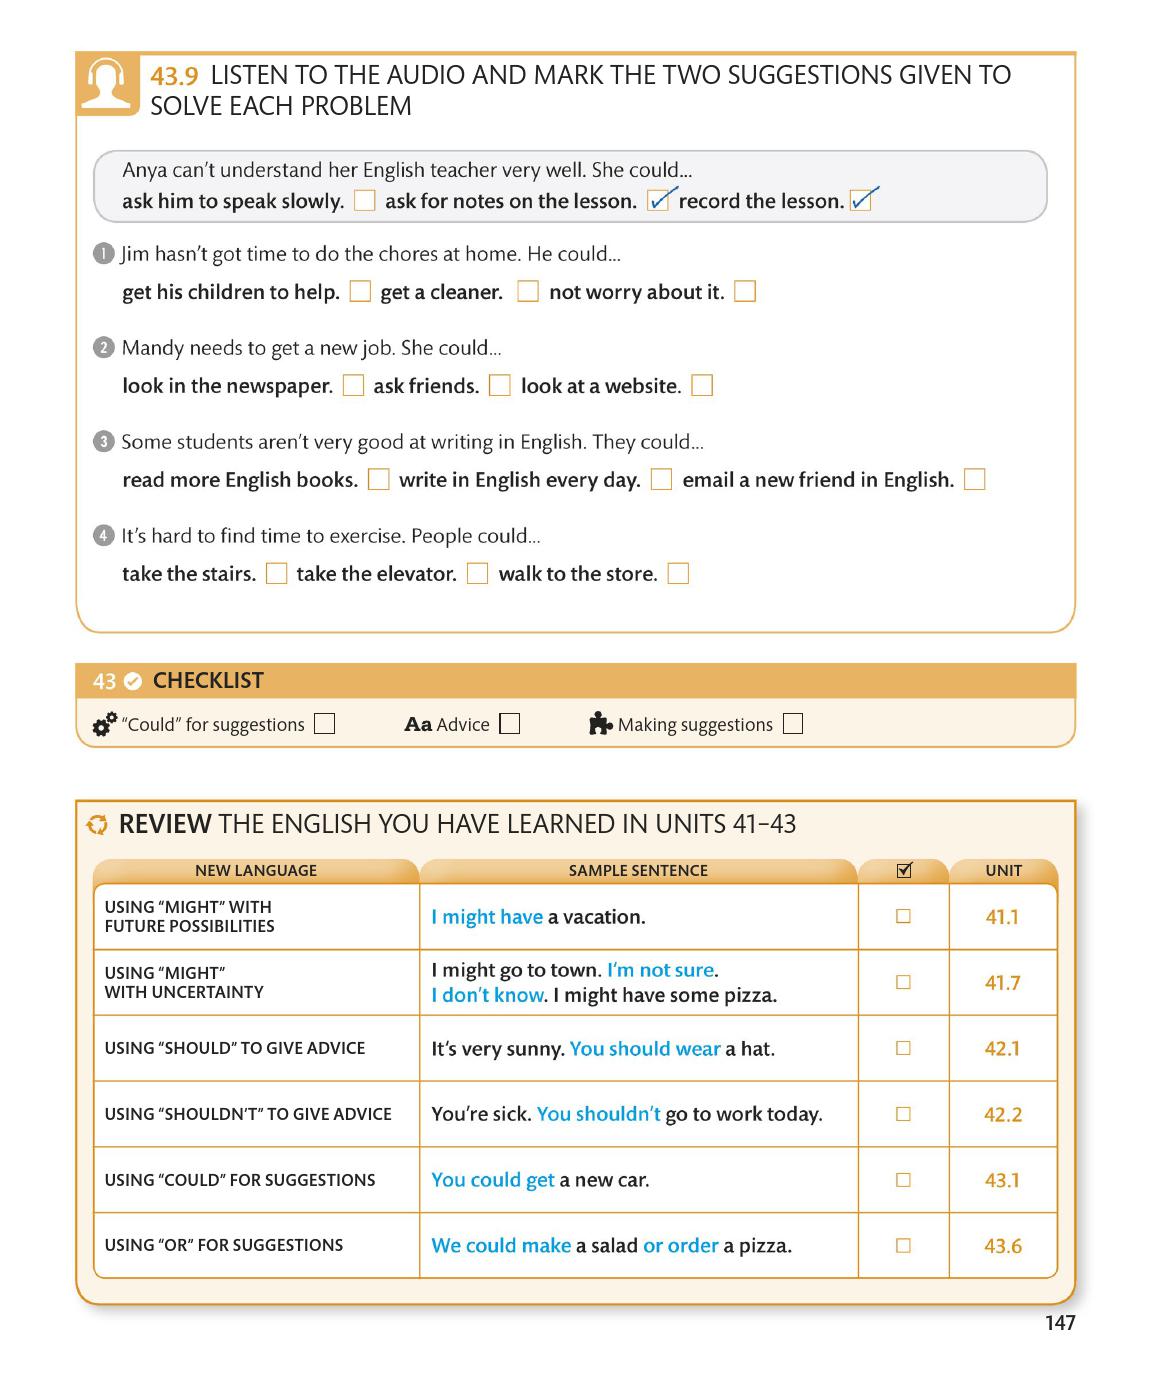 43.9 LISTEN TO THE AUDIO AND MARK THE TWO SUGGESTIONS GIVEN TO
SOLVE EACH PROBLEM
Anya can't understand her English teacher very well. She could...
ask him to speak slowly. ask for notes on the lesson. record the lesson.
1 Jim hasn't got time to do the chores at home. He could...
get his children to help. get a cleaner. not worry about it.
2 Mandy needs to get a new job. She could...
look in the newspaper. ask friends. look at a website.
3 Some students aren't very good at writing in English. They could...
read more English books. write in English every day. email a new friend in English.
4 It's hard to find time to exercise. People could...
take the stairs. take the elevator. walk to the store.
43 CHECKLIST
"Could" for suggestions Aa Advice Making suggestions
REVIEW THE ENGLISH YOU HAVE LEARNED IN UNITS 41–43
NEW LANGUAGE SAMPLE SENTENCE UNIT
USING "MIGHT" WITH
FUTURE POSSIBILITIES
I might have a vacation. 41.1
USING "MIGHT"
WITH UNCERTAINTY
I might go to town. I'm not sure.
I don't know. I might have some pizza.
41.7
USING "SHOULD" TO GIVE ADVICE It's very sunny. You should wear a hat. 42.1
USING "SHOULDN'T" TO GIVE ADVICE You're sick. You shouldn't go to work today. 42.2
USING "COULD" FOR SUGGESTIONS You could get a new car. 43.1
USING "OR" FOR SUGGESTIONS We could make a salad or order a pizza. 43.6
147